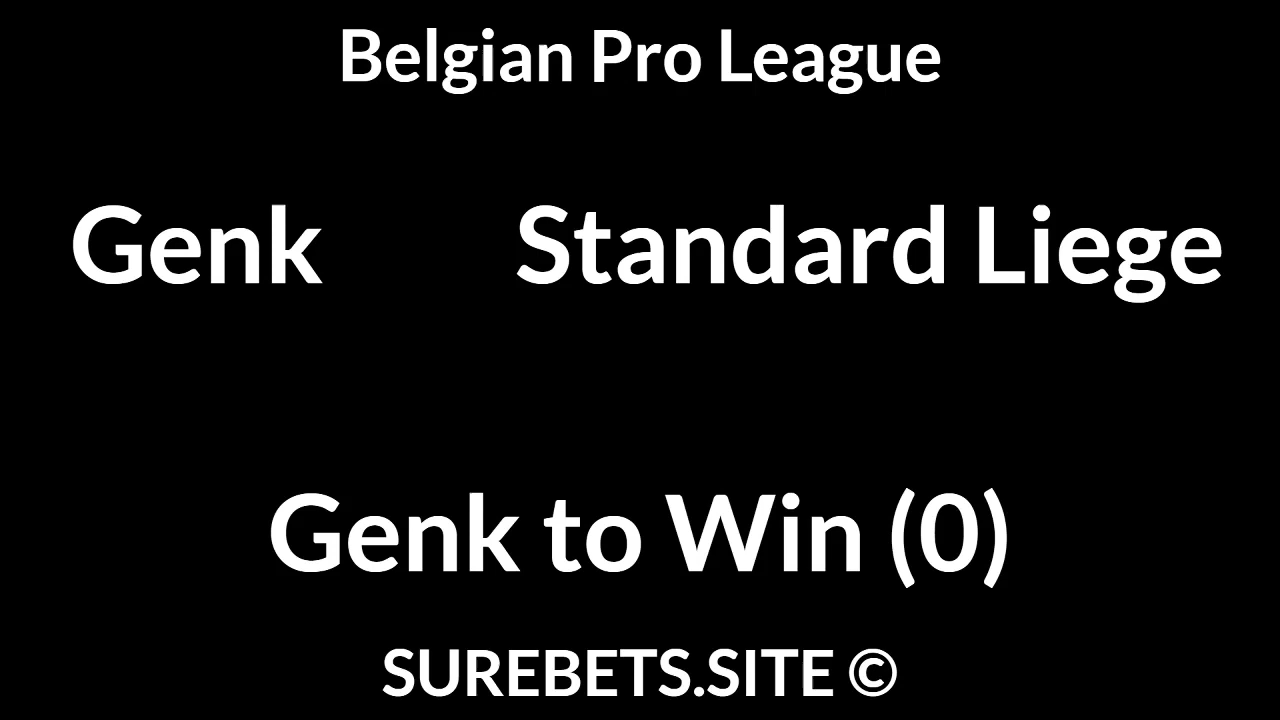 Belgian Pro League
Genk Standard Liege
Genk to Win (0)
SUREBETS.SITE ©